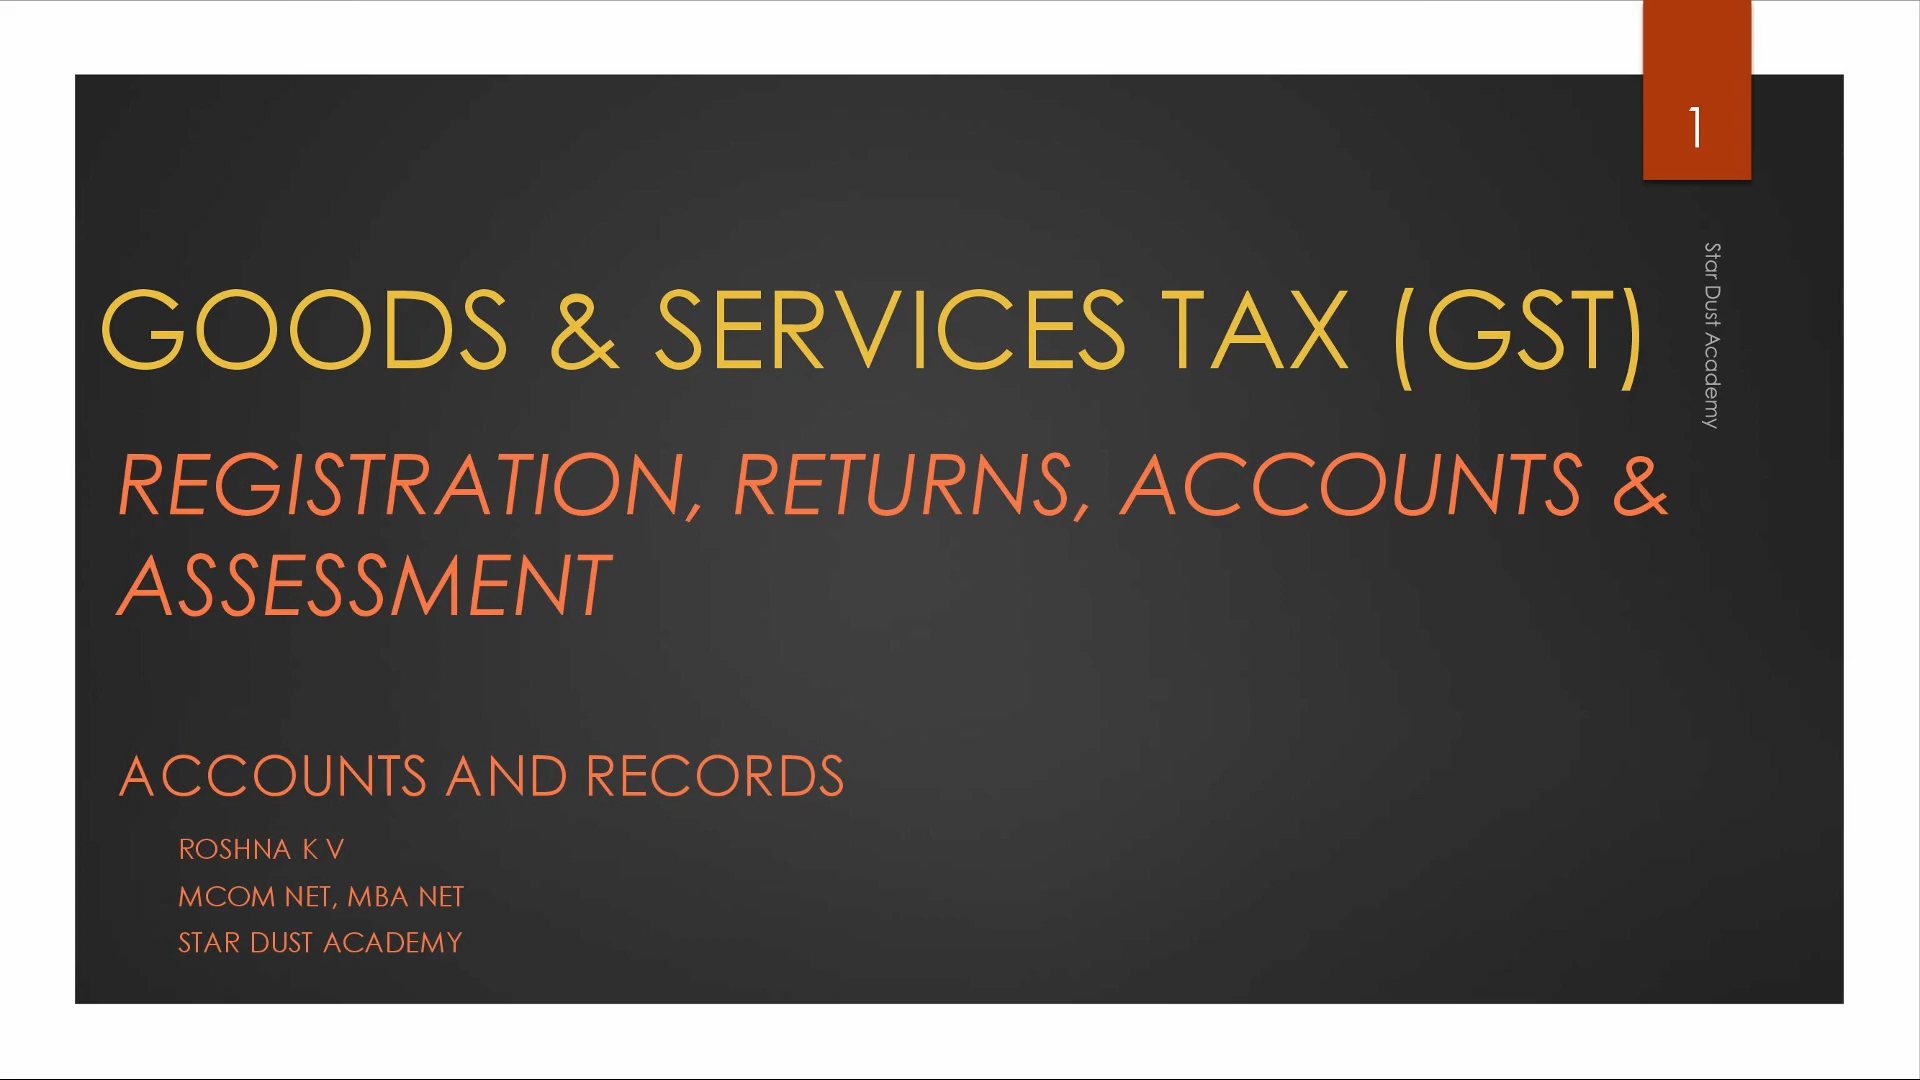 1
Star Dust Academy
GOODS & SERVICES TAX (GST)
REGISTRATION, RETURNS, ACCOUNTS &
ASSESSMENT
ACCOUNTS AND RECORDS
ROSHNA K V
MCOM NET, MBA NET
STAR DUST ACADEMY